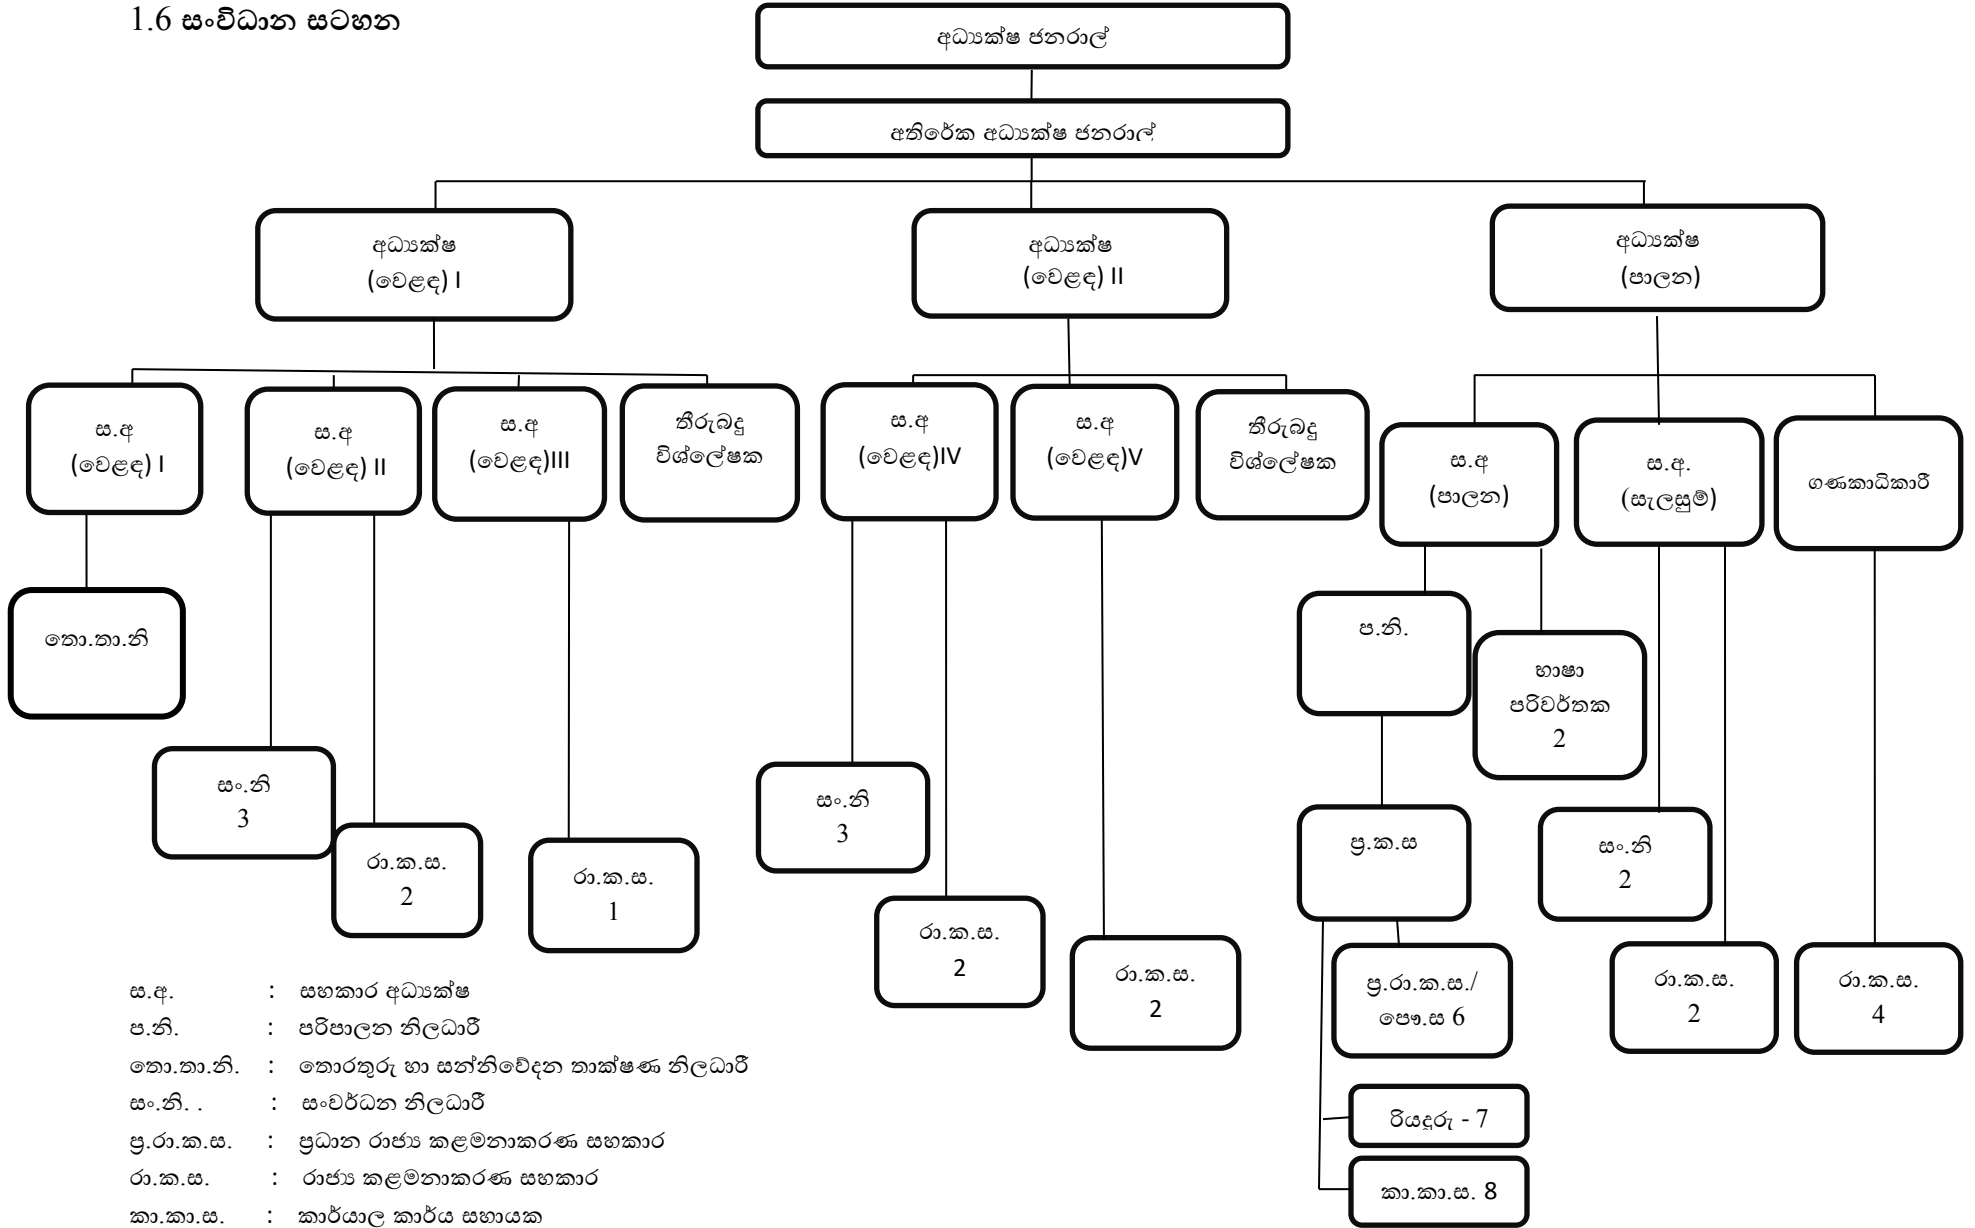 1.6 සංවිධාන සටහන
අධ්‍යක්ෂ ජනරාල්
අතිරේක අධ්‍යක්ෂ ජනරාල්
අධ්‍යක්ෂ
(වෙළඳ) I
අධ්‍යක්ෂ
(වෙළඳ) II
අධ්‍යක්ෂ
(පාලන)
ස.අ
(වෙළඳ) I
ස.අ
(වෙළඳ) II
ස.අ
(වෙළඳ)III
තීරුබදු
විශ්ලේෂක
ස.අ
(වෙළඳ)IV
ස.අ
(වෙළඳ)V
තීරුබදු
විශ්ලේෂක
ස.අ
(පාලන)
ස.අ.
(සැලසුම්)
ගණකාධිකාරී
තො.තා.නි
ප.නි.
භාෂා
පරිවර්තක
2
සං.නි
3
රා.ක.ස.
2
රා.ක.ස.
1
සං.නි
3
රා.ක.ස.
2
රා.ක.ස.
2
ප්‍ර.ක.ස
සං.නි
2
ප්‍ර.රා.ක.ස./
පෞ.ස 6
රා.ක.ස.
2
රා.ක.ස.
4
රියදුරු - 7
කා.කා.ස. 8
ස.අ. : සහකාර අධ්‍යක්ෂ
ප.නි. : පරිපාලන නිලධාරී
තො.තා.නි. : තොරතුරු හා සන්නිවේදන තාක්ෂණ නිලධාරී
සං.නි. . : සංවර්ධන නිලධාරී
ප්‍ර.රා.ක.ස. : ප්‍රධාන රාජ්‍ය කළමනාකරණ සහකාර
රා.ක.ස. : රාජ්‍ය කළමනාකරණ සහකාර
කා.කා.ස. : කාර්යාල කාර්ය සහායක